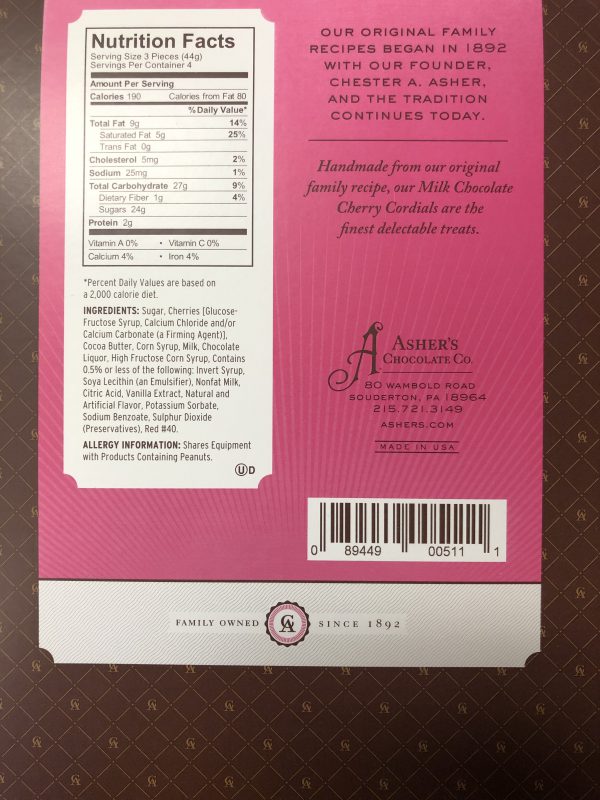 Nutrition Facts
Serving Size 3 Pieces (44g)
Servings Per Container 4
Amount Per Serving
Calories 190 Calories from Fat 80
% Daily Value*
Total Fat 9g 14%
Saturated Fat 5g 25%
Trans Fat 0g
Cholesterol 5mg 2%
Sodium 25mg 1%
Total Carbohydrate 27g 9%
Dietary Fiber 1g 4%
Sugars 24g
Protein 2g
Vitamin A 0% • Vitamin C 0%
Calcium 4% • Iron 4%
*Percent Daily Values are based on
a 2,000 calorie diet.
INGREDIENTS: Sugar, Cherries [Glucose-
Fructose Syrup, Calcium Chloride and/or
Calcium Carbonate (a Firming Agent)],
Cocoa Butter, Corn Syrup, Milk, Chocolate
Liquor, High Fructose Corn Syrup, Contains
0.5% or less of the following: Invert Syrup,
Soya Lecithin (an Emulsifier), Nonfat Milk,
Citric Acid, Vanilla Extract, Natural and
Artificial Flavor, Potassium Sorbate,
Sodium Benzoate, Sulphur Dioxide
(Preservatives), Red #40.
ALLERGY INFORMATION: Shares Equipment
with Products Containing Peanuts.
U D
OUR ORIGINAL FAMILY
RECIPES BEGAN IN 1892
WITH OUR FOUNDER,
CHESTER A. ASHER,
AND THE TRADITION
CONTINUES TODAY.
Handmade from our original
family recipe, our Milk Chocolate
Cherry Cordials are the
finest delectable treats.
A
ASHER'S
CHOCOLATE CO.
80 WAMBOLD ROAD
SOUDERTON, PA 18964
215.721.3149
ASHERS.COM
MADE IN USA
0 89449 00511 1
FAMILY OWNED CA SINCE 1892